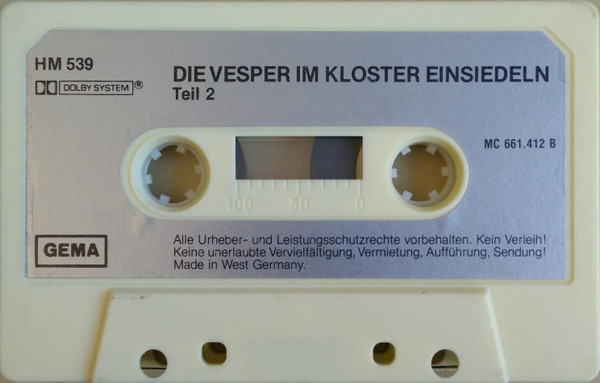 HM 539
DIE VESPER IM KLOSTER EINSIEDELN
DOLBY SYSTEM®
Teil 2
MC 661.412 B
100 50 0
GEMA
Alle Urheber- und Leistungsschutzrechte vorbehalten. Kein Verleih!
Keine unerlaubte Vervielfältigung, Vermietung, Aufführung, Sendung!
Made in West Germany.